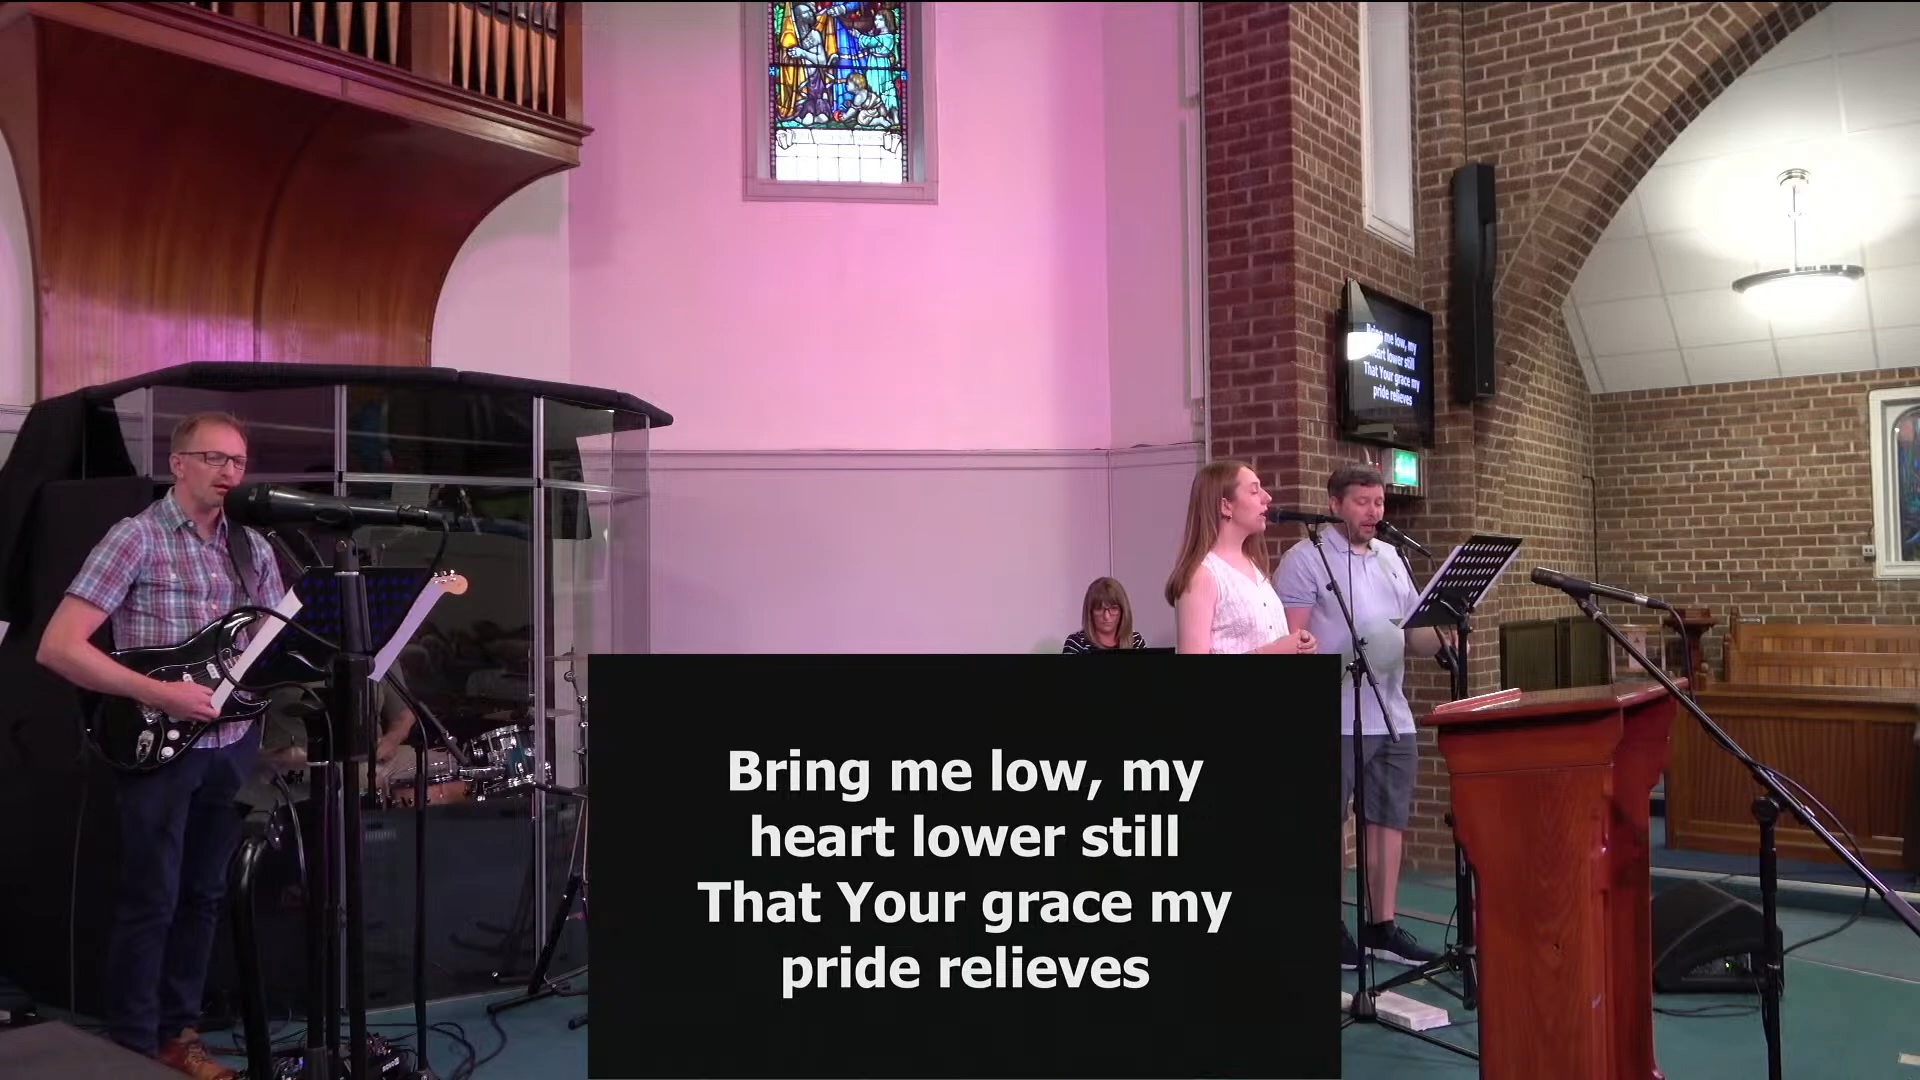 Bring me low, my
heart lower still
That Your grace my
pride relieves
Bring me low, my
heart lower still
That Your grace my
pride relieves